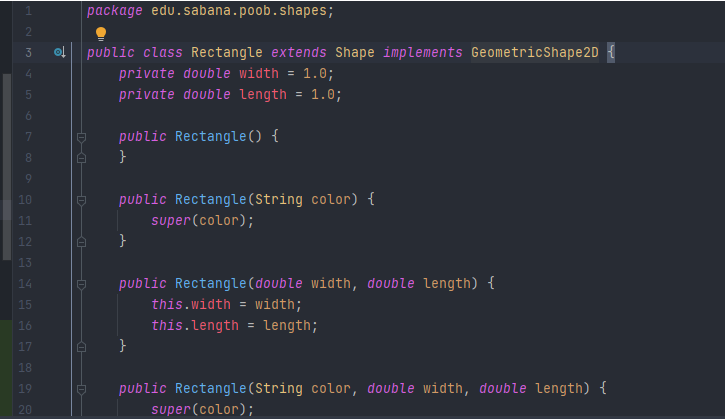 1 package edu.sabana.poob.shapes;
2
3 public class Rectangle extends Shape implements GeometricShape2D {
4     private double width = 1.0;
5     private double length = 1.0;
6
7     public Rectangle() {
8     }
9
10     public Rectangle(String color) {
11         super(color);
12     }
13
14     public Rectangle(double width, double length) {
15         this.width = width;
16         this.length = length;
17     }
18
19     public Rectangle(String color, double width, double length) {
20         super(color);